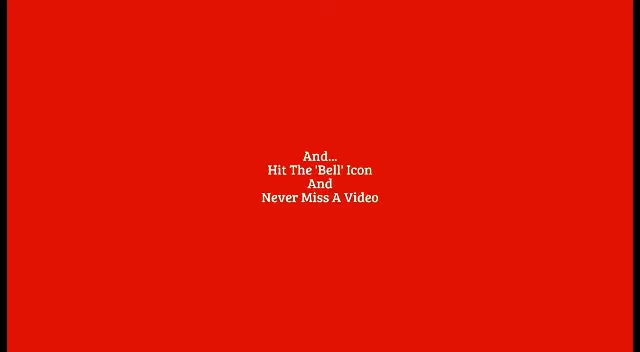 And...
Hit The 'Bell' Icon
And
Never Miss A Video